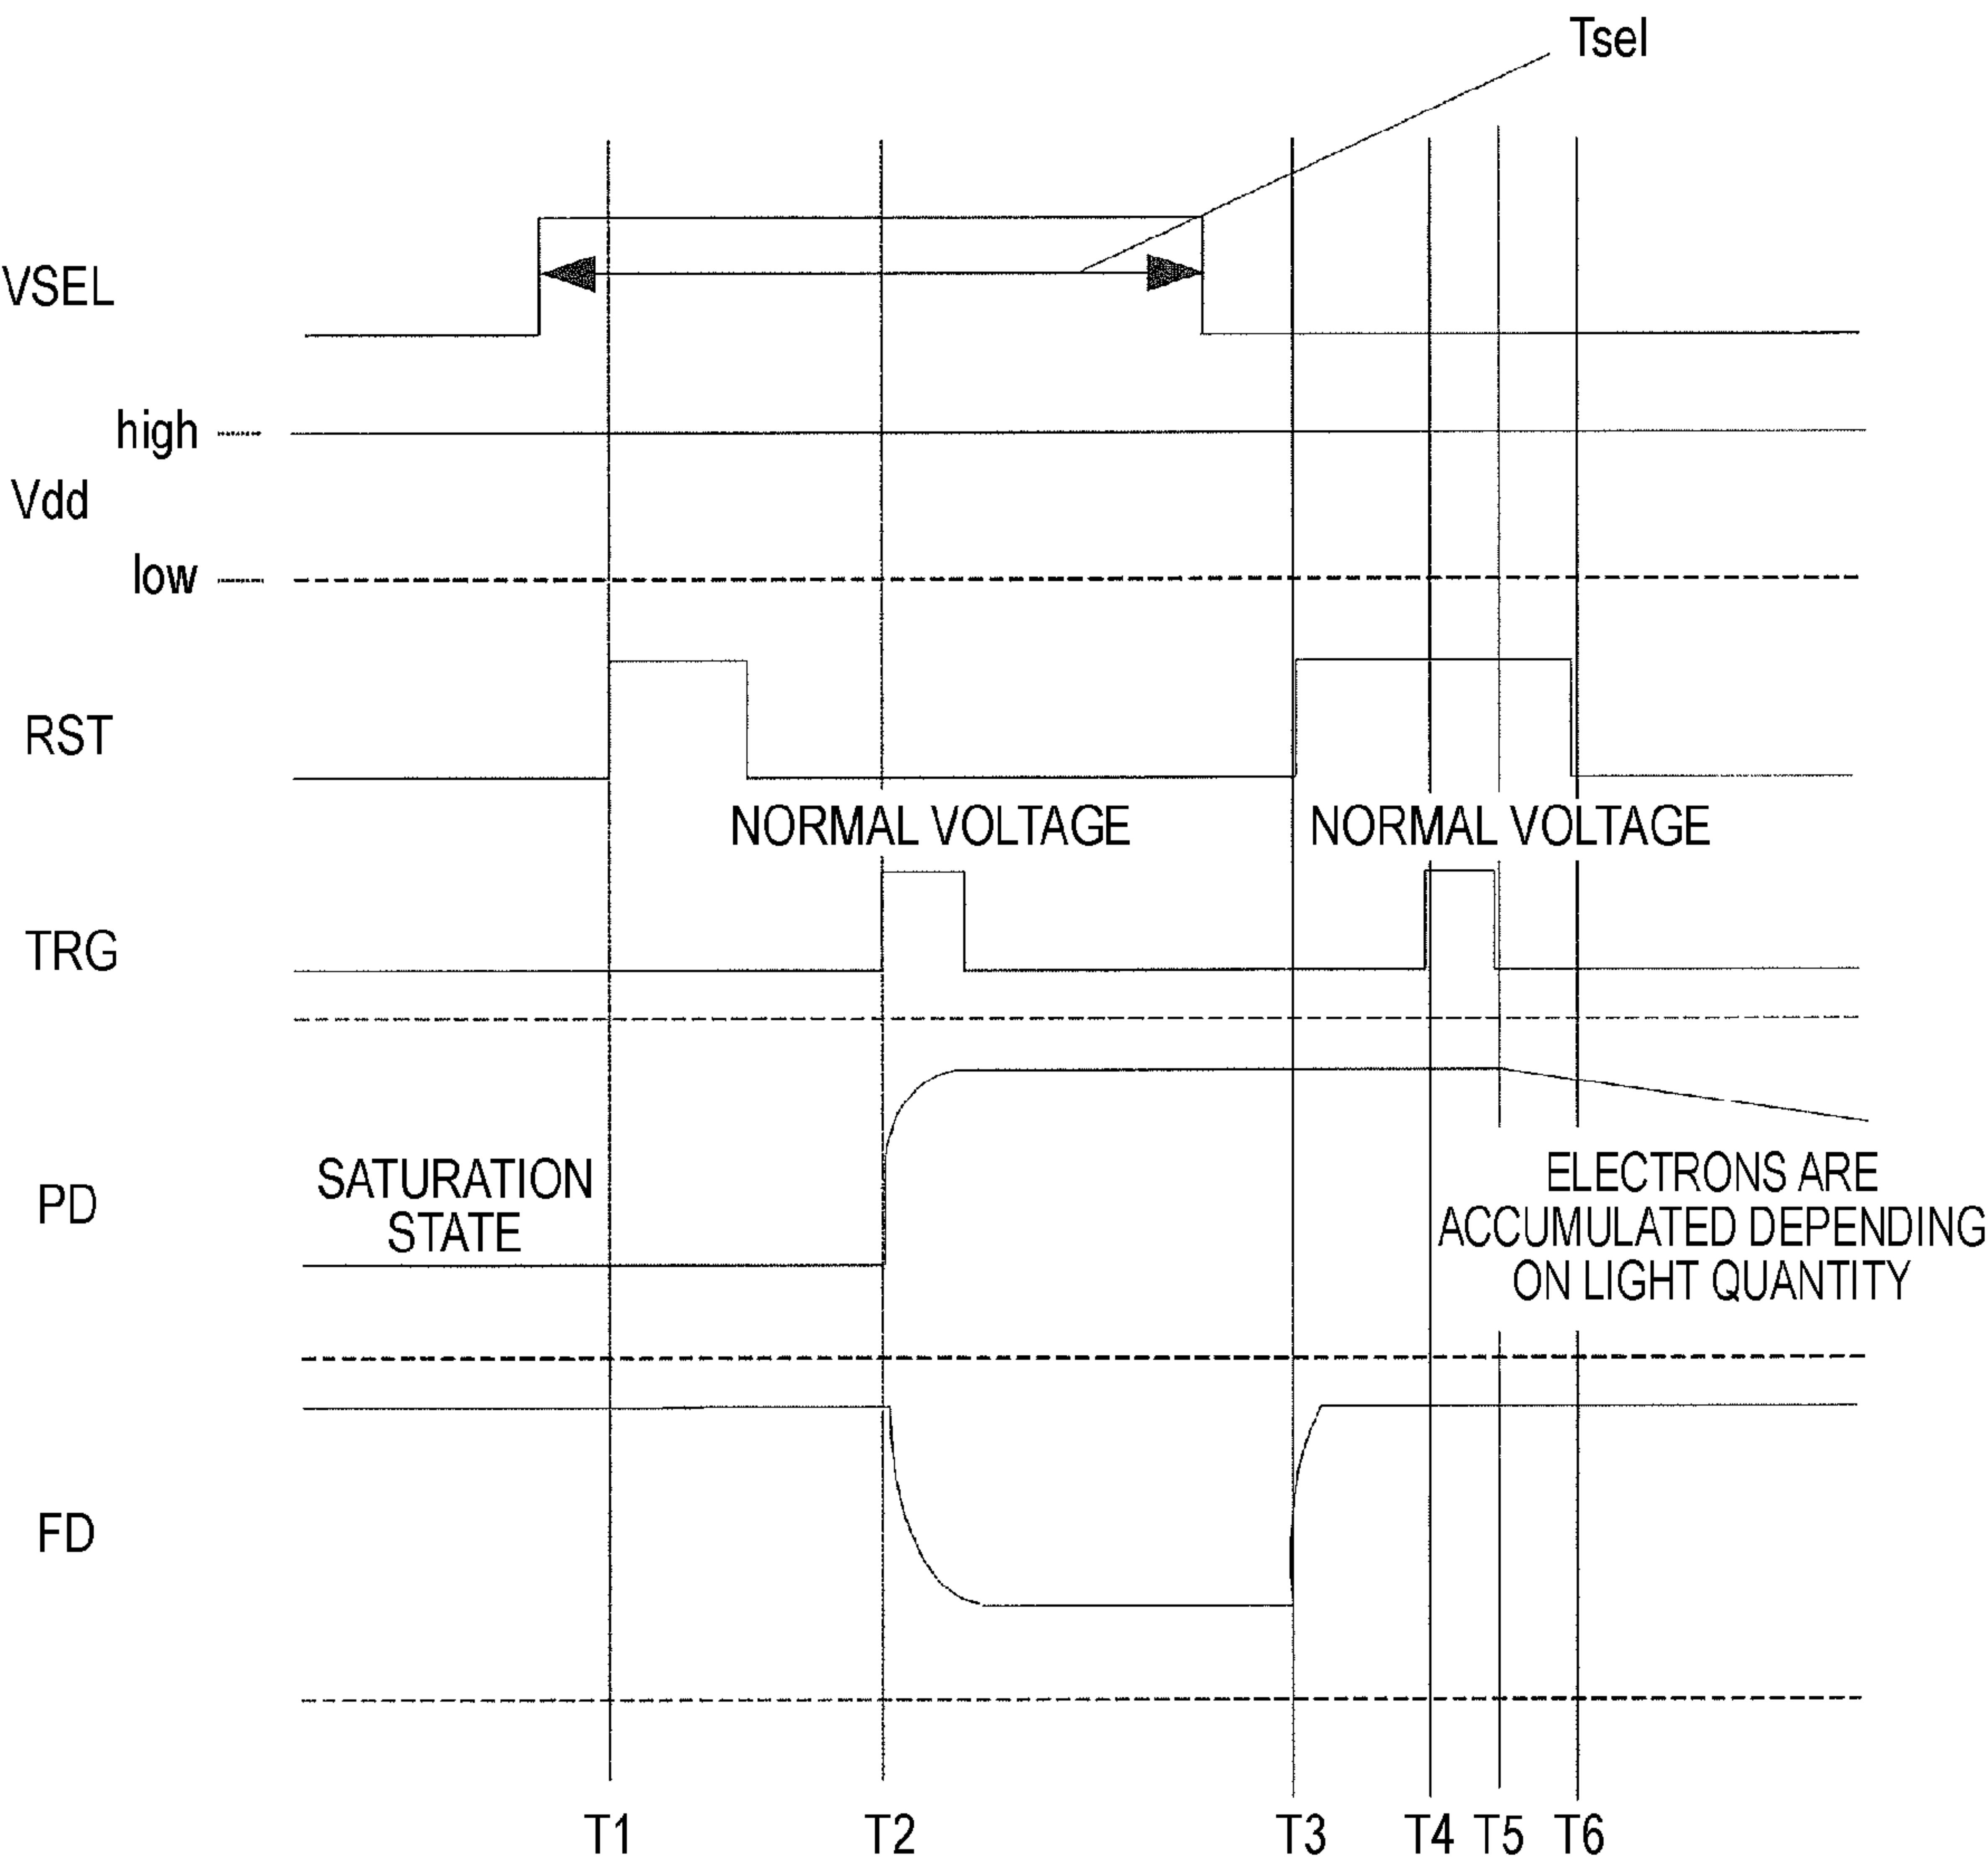 Tsel
VSEL
high
Vdd
low
RST
NORMAL VOLTAGE NORMAL VOLTAGE
TRG
SATURATION
STATE
PD
ELECTRONS ARE
ACCUMULATED DEPENDING
ON LIGHT QUANTITY
FD
T1 T2 T3 T4 T5 T6